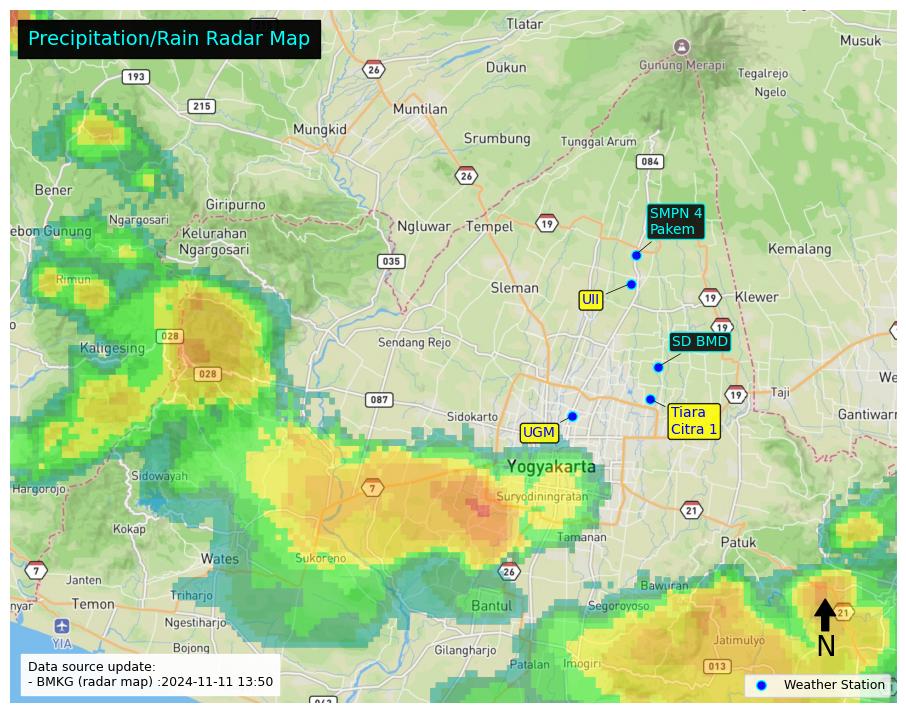 Precipitation/Rain Radar Map
Tlatar
Musuk
Gunung Merapi
Dukun
Tegalrejo
26
193
Ngelo
215
Muntilan
Mungkid
Srumbung
Tunggal Arum
084
26
Bener
Giripurno
SMPN 4
Pakem
Ngargosari
ebon Gunung
Kelurahan
Ngargosari
Ngluwar
Tempel
19
Kemalang
035
Rimun
Sleman
UII
19
Klewer
19
028
Kaligesing
Sendang Rejo
SD BMD
028
We
087
19
Taji
Sidokarto
Tiara
Citra 1
Gantiwarr
UGM
Yogyakarta
Sidowayah
Hargorojo
7
Suryodiningratan
21
Kokap
Tamanan
Patuk
Wates
Sukoreno
7
26
Janten
Triharjo
Bawuran
nyar
Temon
Bantul
Segoroyoso
21
Ngestiharjo
YIA
Bojong
Gilangharjo
Jatimulyo
N
Patalan
Imogiri
013
Data source update:
- BMKG (radar map) :2024-11-11 13:50
Weather Station